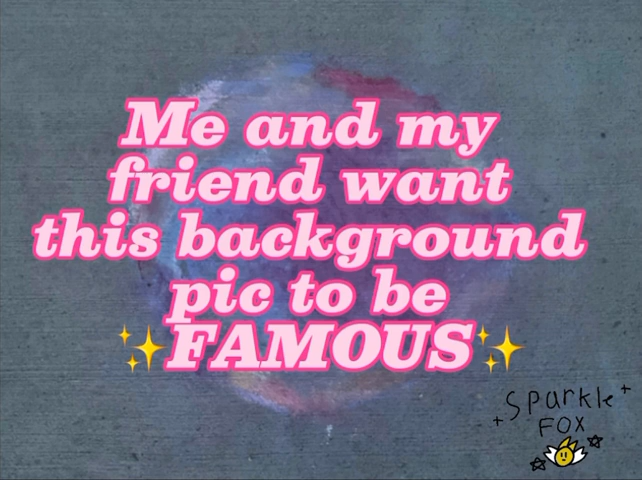 Me and my
friend want
this background
pic to be
✨FAMOUS✨
Sparkle
FOX